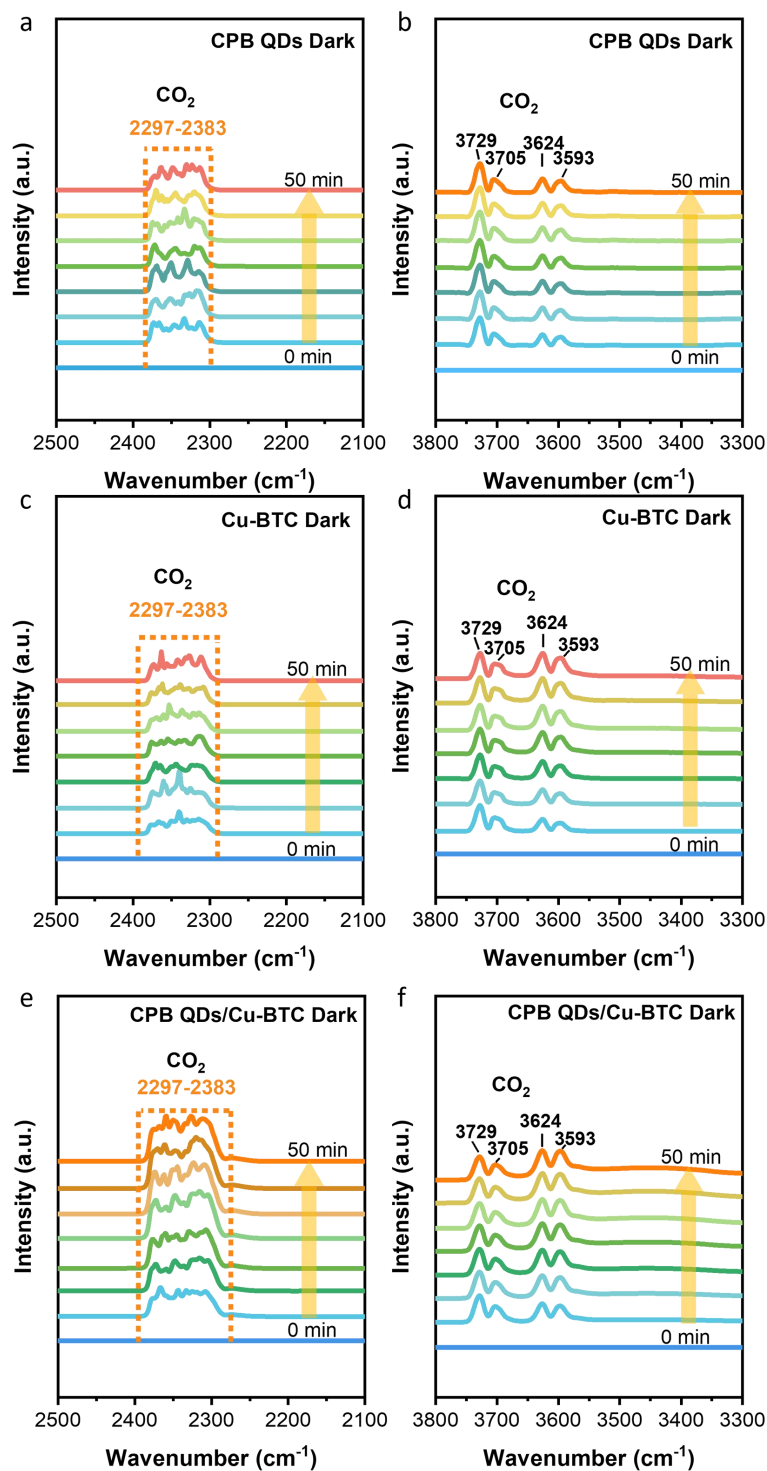 a
CPB QDs Dark
CO2
2297-2383
50 min
0 min
Intensity (a.u.)
2500 2400 2300 2200 2100
Wavenumber (cm-1)
b
CPB QDs Dark
CO2
3729
3705
3624
3593
50 min
0 min
Intensity (a.u.)
3800 3700 3600 3500 3400 3300
Wavenumber (cm-1)
c
Cu-BTC Dark
CO2
2297-2383
50 min
0 min
Intensity (a.u.)
2500 2400 2300 2200 2100
Wavenumber (cm-1)
d
Cu-BTC Dark
CO2
3729
3705
3624
3593
50 min
0 min
Intensity (a.u.)
3800 3700 3600 3500 3400 3300
Wavenumber (cm-1)
e
CPB QDs/Cu-BTC Dark
CO2
2297-2383
50 min
0 min
Intensity (a.u.)
2500 2400 2300 2200 2100
Wavenumber (cm-1)
f
CPB QDs/Cu-BTC Dark
CO2
3729
3705
3624
3593
50 min
0 min
Intensity (a.u.)
3800 3700 3600 3500 3400 3300
Wavenumber (cm-1)